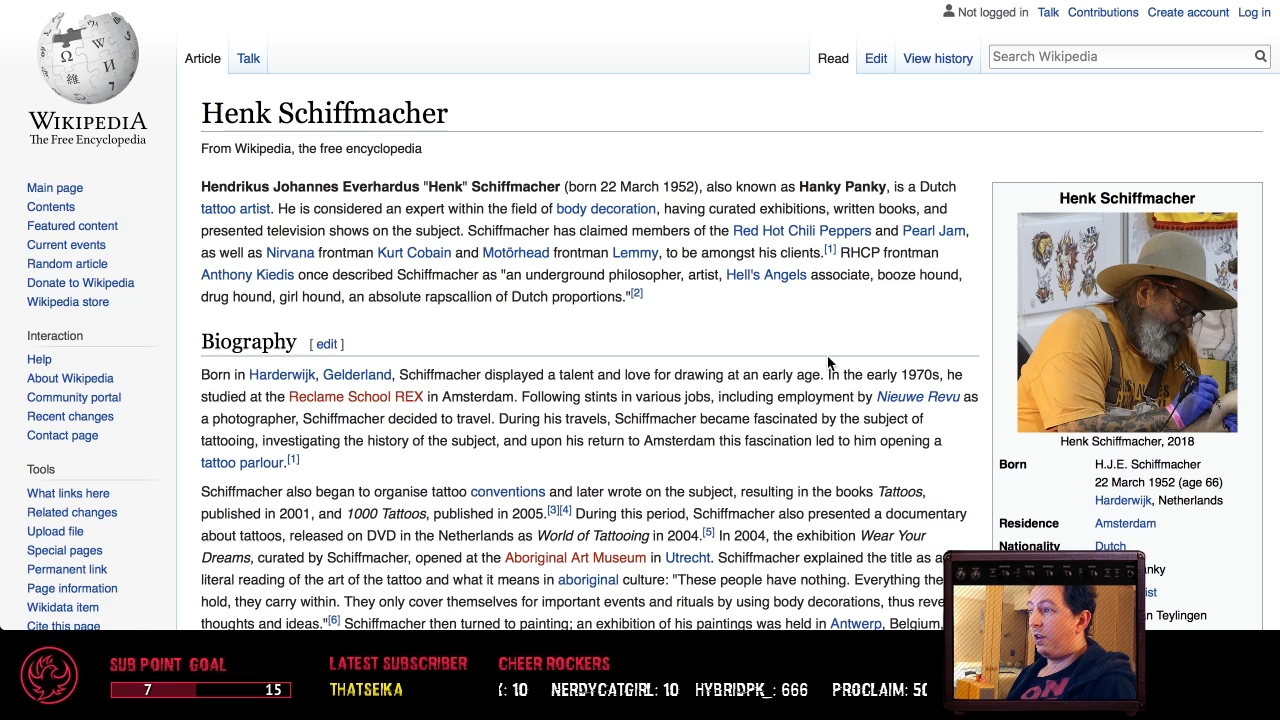 Not logged in Talk Contributions Create account Log in
Article Talk Read Edit View history Search Wikipedia
WIKIPEDIA
The Free Encyclopedia
Main page
Contents
Featured content
Current events
Random article
Donate to Wikipedia
Wikipedia store
Interaction
Help
About Wikipedia
Community portal
Recent changes
Contact page
Tools
What links here
Related changes
Upload file
Special pages
Permanent link
Page information
Wikidata item
Cite this page
Henk Schiffmacher
From Wikipedia, the free encyclopedia
Hendrikus Johannes Everhardus "Henk" Schiffmacher (born 22 March 1952), also known as Hanky Panky, is a Dutch
tattoo artist. He is considered an expert within the field of body decoration, having curated exhibitions, written books, and
presented television shows on the subject. Schiffmacher has claimed members of the Red Hot Chili Peppers and Pearl Jam,
as well as Nirvana frontman Kurt Cobain and Motörhead frontman Lemmy, to be amongst his clients.[1] RHCP frontman
Anthony Kiedis once described Schiffmacher as "an underground philosopher, artist, Hell's Angels associate, booze hound,
drug hound, girl hound, an absolute rapscallion of Dutch proportions."[2]
Biography [ edit ]
Born in Harderwijk, Gelderland, Schiffmacher displayed a talent and love for drawing at an early age. In the early 1970s, he
studied at the Reclame School REX in Amsterdam. Following stints in various jobs, including employment by Nieuwe Revu as
a photographer, Schiffmacher decided to travel. During his travels, Schiffmacher became fascinated by the subject of
tattooing, investigating the history of the subject, and upon his return to Amsterdam this fascination led to him opening a
tattoo parlour.[1]
Schiffmacher also began to organise tattoo conventions and later wrote on the subject, resulting in the books Tattoos,
published in 2001, and 1000 Tattoos, published in 2005.[3][4] During this period, Schiffmacher also presented a documentary
about tattoos, released on DVD in the Netherlands as World of Tattooing in 2004.[5] In 2004, the exhibition Wear Your
Dreams, curated by Schiffmacher, opened at the Aboriginal Art Museum in Utrecht. Schiffmacher explained the title as a
literal reading of the art of the tattoo and what it means in aboriginal culture: "These people have nothing. Everything the
hold, they carry within. They only cover themselves for important events and rituals by using body decorations, thus reve
thoughts and ideas."[6] Schiffmacher then turned to painting; an exhibition of his paintings was held in Antwerp, Belgium,
Henk Schiffmacher
Henk Schiffmacher, 2018
Born H.J.E. Schiffmacher
22 March 1952 (age 66)
Harderwijk, Netherlands
Residence Amsterdam
Nationality Dutch
anky
ist
n Teylingen
SUB POINT GOAL
7 15
LATEST SUBSCRIBER
THATSEIKA
CHEER ROCKERS
: 10 NERDYCATGIRL: 10 HYBRIDPK_: 666 PROCLAIM: 50